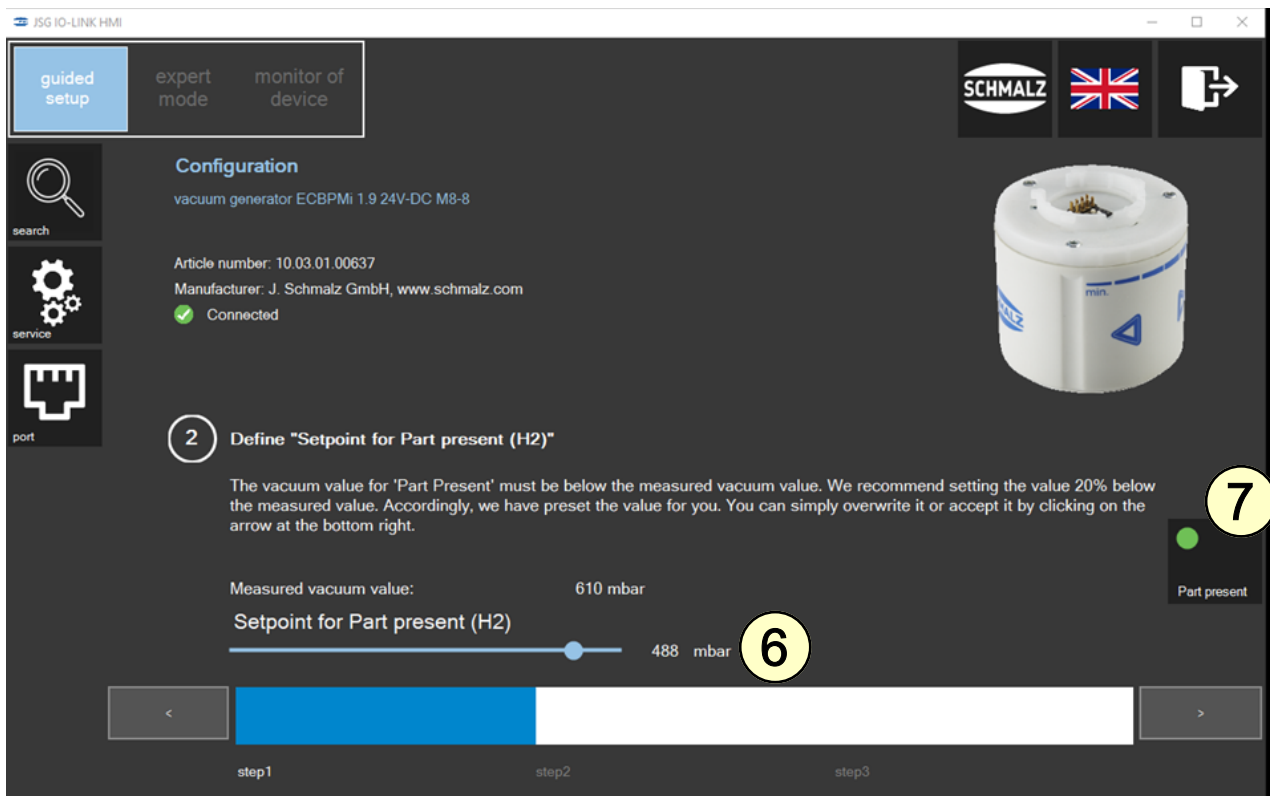 JSG IO-LINK HMI
guided
setup
expert
mode
monitor of
device
SCHMALZ
search
service
port
Configuration
vacuum generator ECBPMi 1.9 24V-DC M8-8
Article number: 10.03.01.00637
Manufacturer: J. Schmalz GmbH, www.schmalz.com
Connected
min.
2
Define "Setpoint for Part present (H2)"
The vacuum value for 'Part Present' must be below the measured vacuum value. We recommend setting the value 20% below
the measured value. Accordingly, we have preset the value for you. You can simply overwrite it or accept it by clicking on the
arrow at the bottom right.
7
Part present
Measured vacuum value: 610 mbar
Setpoint for Part present (H2)
488 mbar
6
<
>
step1
step2
step3